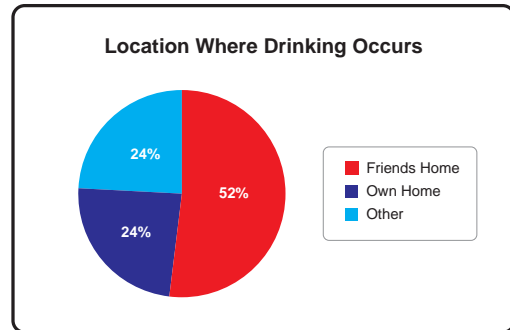 Location Where Drinking Occurs
24%
52%
24%
Friends Home
Own Home
Other